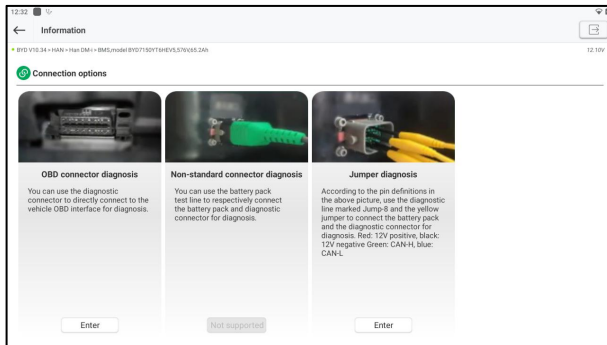 12:32
Information
BYD V10.34 > HAN > Han DM-i > BMS,model BYD7150YT6HEV5,576V,65.2Ah
12.10V
Connection options
OBD connector diagnosis
You can use the diagnostic
connector to directly connect to the
vehicle OBD interface for diagnosis.
Enter
Non-standard connector diagnosis
You can use the battery pack
test line to respectively connect
the battery pack and diagnostic
connector for diagnosis.
Not supported
Jumper diagnosis
According to the pin definitions in
the above picture, use the diagnostic
line marked Jump-8 and the yellow
jumper to connect the battery pack
and the diagnostic connector for
diagnosis. Red: 12V positive, black:
12V negative Green: CAN-H, blue:
CAN-L
Enter